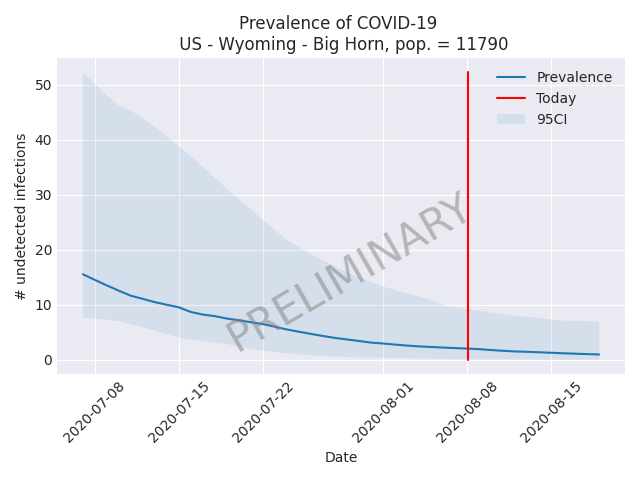 Prevalence of COVID-19
US - Wyoming - Big Horn, pop. = 11790
Prevalence
Today
95CI
PRELIMINARY
# undetected infections
50
40
30
20
10
0
2020-07-08
2020-07-15
2020-07-22
2020-08-01
2020-08-08
2020-08-15
Date